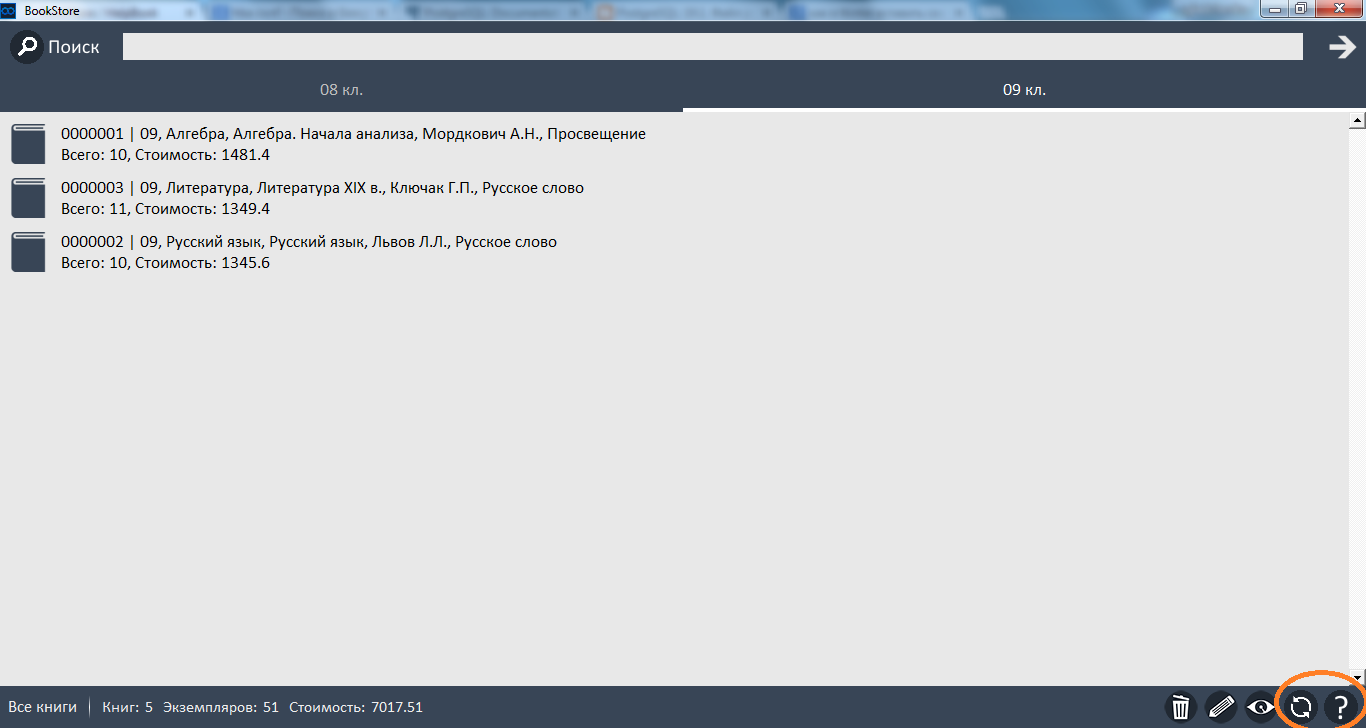 BookStore
Поиск
08 кл.
09 кл.
0000001 | 09, Алгебра, Алгебра. Начала анализа, Мордкович А.Н., Просвещение
Всего: 10, Стоимость: 1481.4
0000003 | 09, Литература, Литература XIX в., Ключак Г.П., Русское слово
Всего: 11, Стоимость: 1349.4
0000002 | 09, Русский язык, Русский язык, Львов Л.Л., Русское слово
Всего: 10, Стоимость: 1345.6
Все книги Книг: 5 Экземпляров: 51 Стоимость: 7017.51 ?